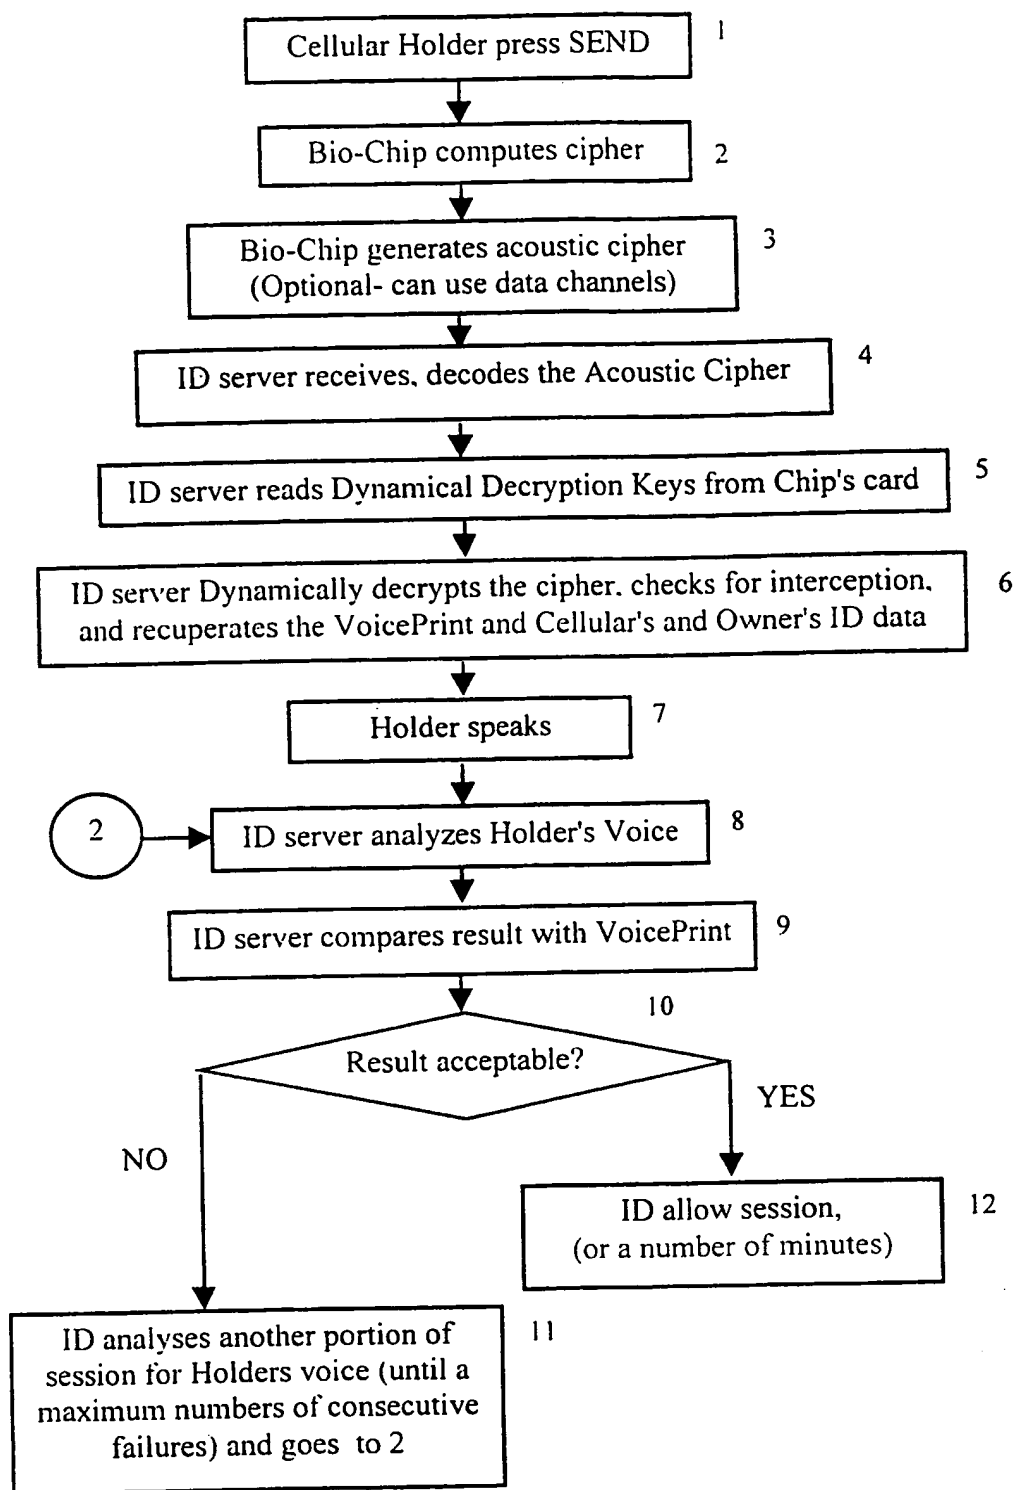 Cellular Holder press SEND
1
Bio-Chip computes cipher
2
Bio-Chip generates acoustic cipher
(Optional- can use data channels)
3
ID server receives, decodes the Acoustic Cipher
4
ID server reads Dynamical Decryption Keys from Chip's card
5
ID server Dynamically decrypts the cipher, checks for interception,
and recuperates the VoicePrint and Cellular's and Owner's ID data
6
Holder speaks
7
2
ID server analyzes Holder's Voice
8
ID server compares result with VoicePrint
9
10
Result acceptable?
YES
NO
ID allow session,
(or a number of minutes)
12
ID analyses another portion of
session for Holders voice (until a
maximum numbers of consecutive
failures) and goes to 2
11